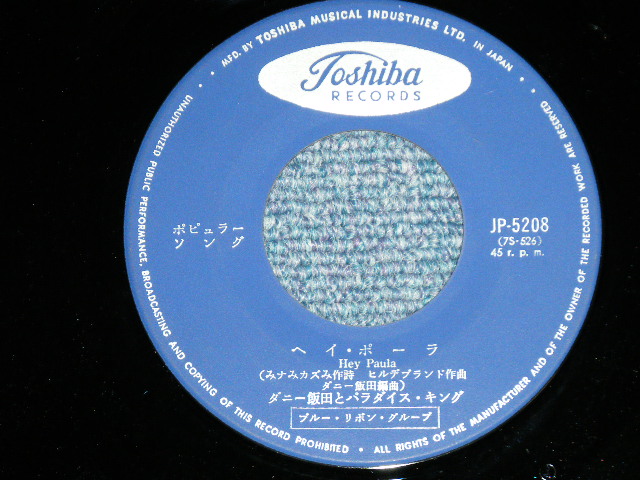 • MFD. BY TOSHIBA MUSICAL INDUSTRIES LTD. IN JAPAN •
Toshiba
RECORDS
ポピュラー
ソング
JP-5208
(7S-526)
45 r. p. m.
ヘイ・ポーラ
Hey Paula
(みナみカズみ作詩 ヒルデブランド作曲
ダニー飯田編曲)
ダニー飯田とパラダイス・キング
ブルー・リボン・グループ
UNAUTHORIZED PUBLIC PERFORMANCE, BROADCASTING AND COPYING OF THIS RECORD PROHIBITED • ALL RIGHTS OF THE MANUFACTURER AND OF THE OWNER OF THE RECORDED WORK ARE RESERVED